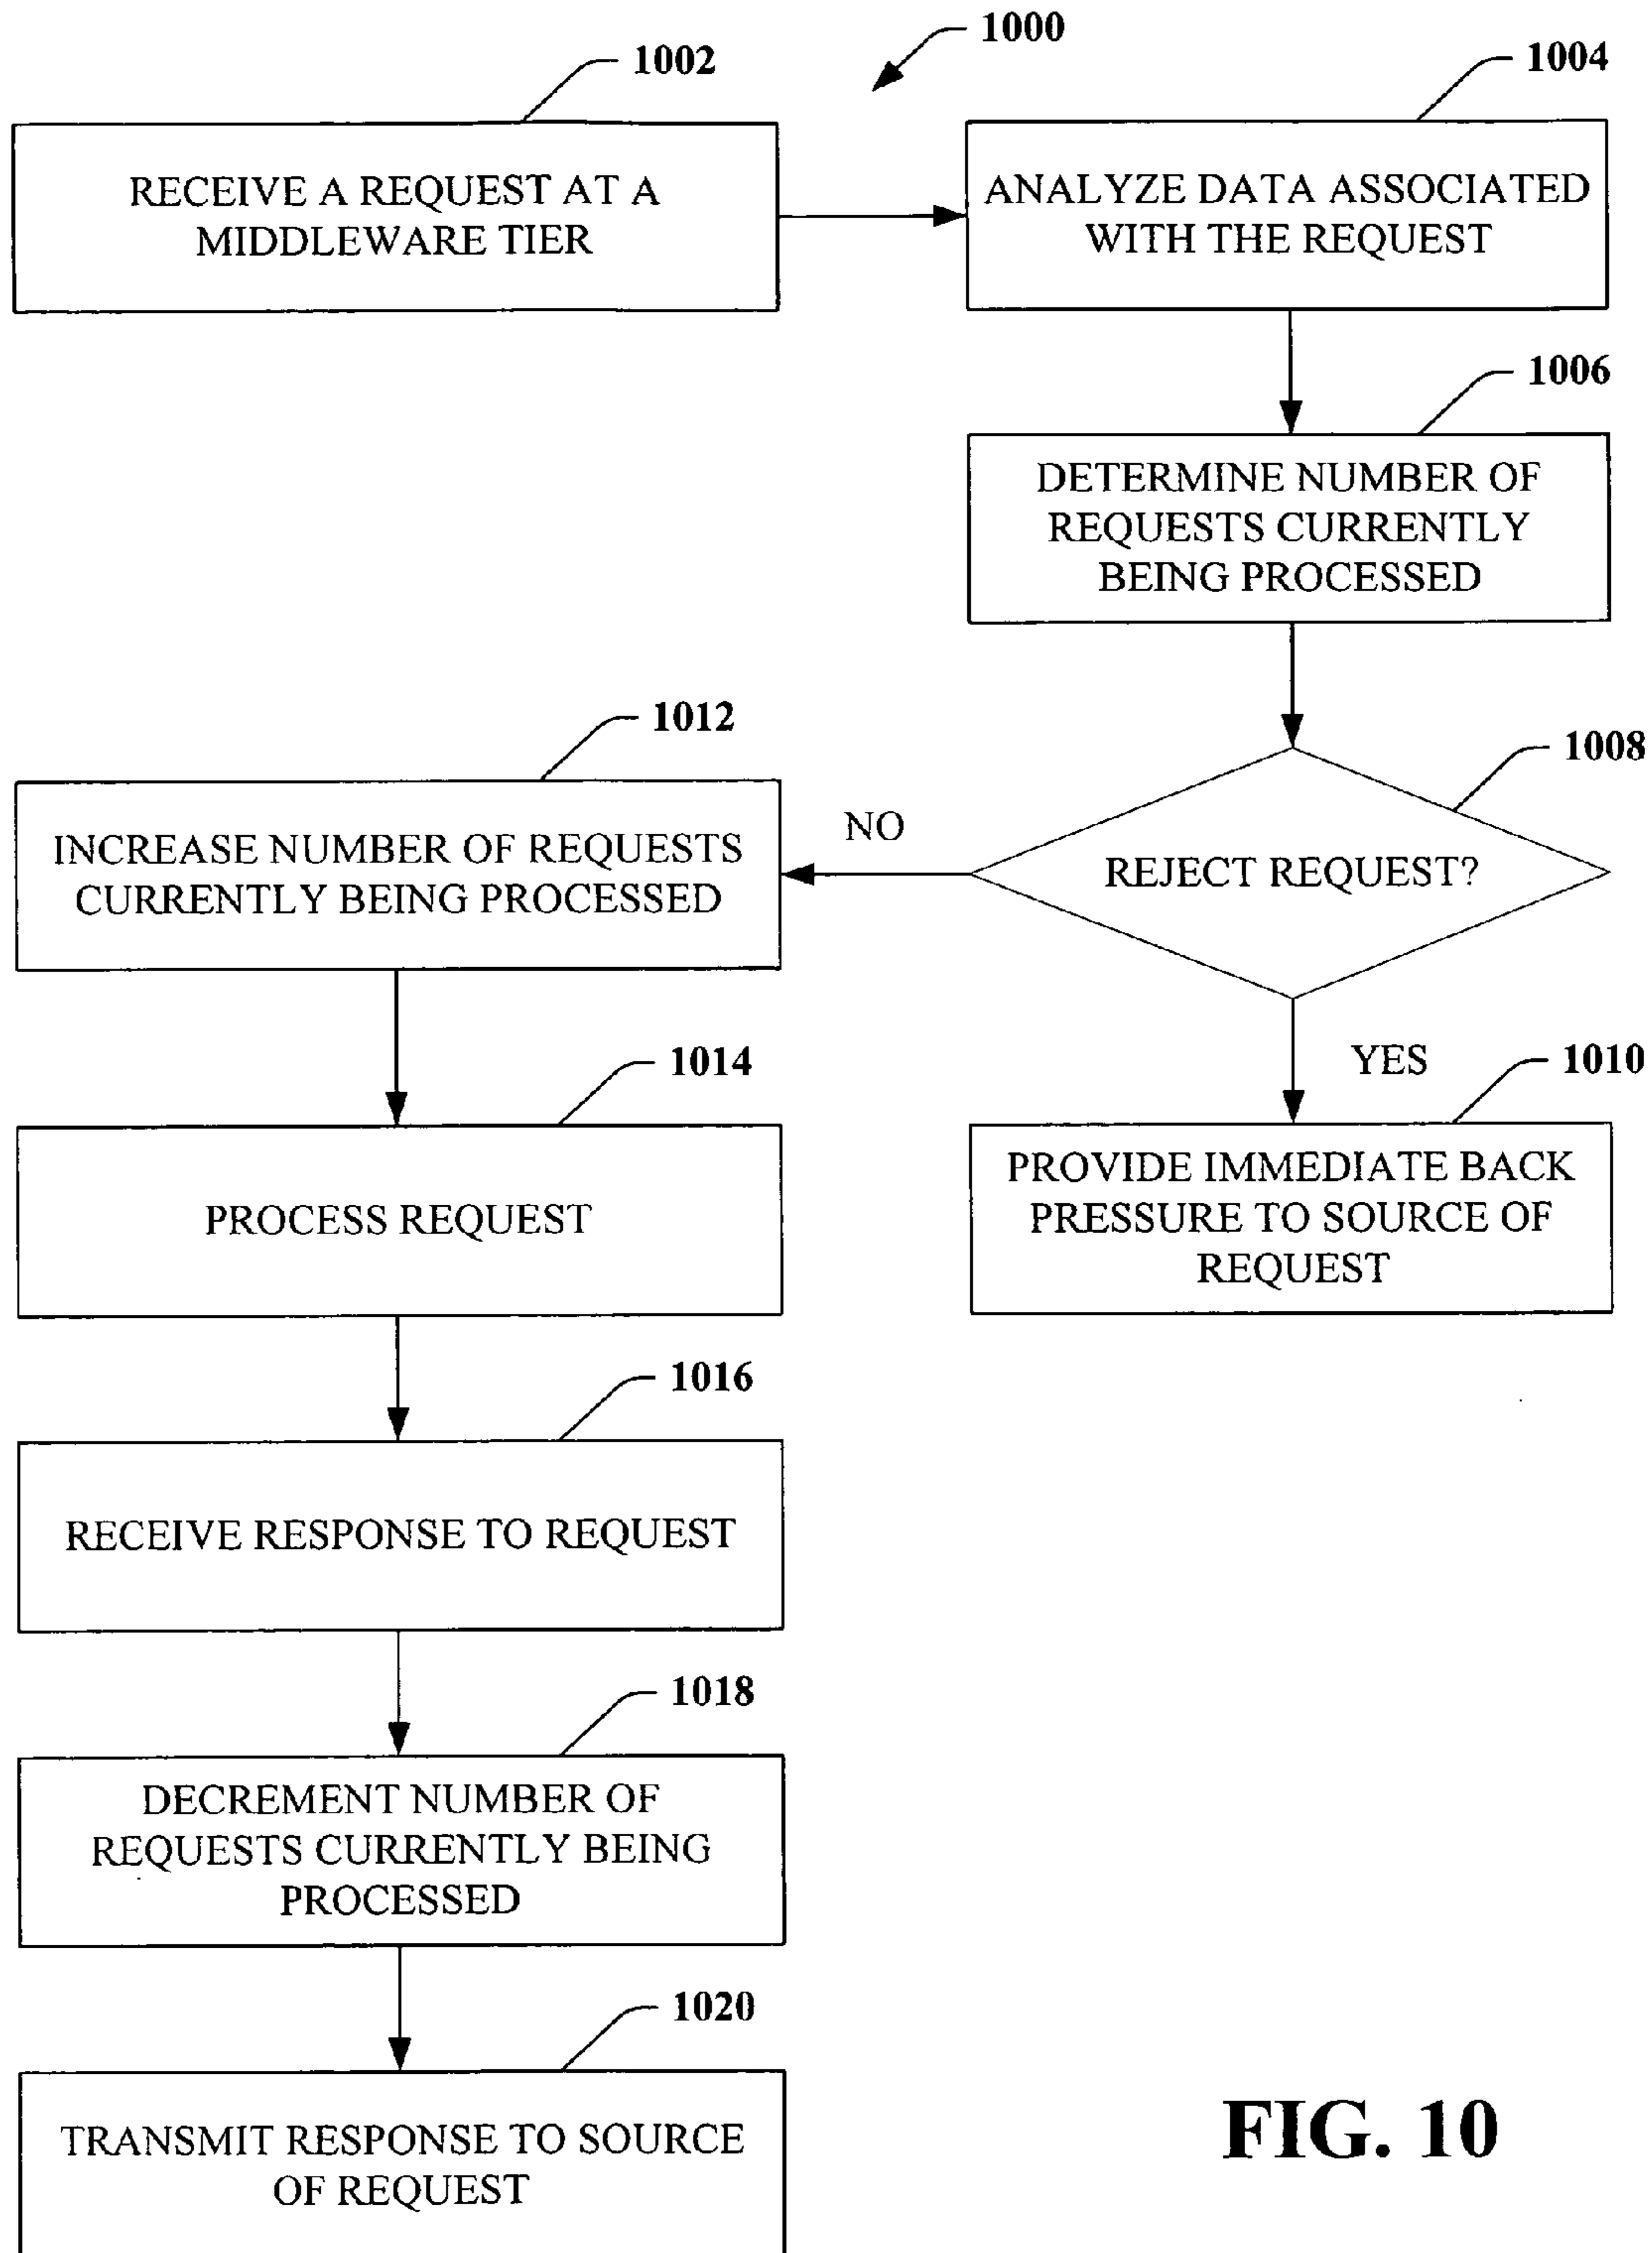 1000
1002
RECEIVE A REQUEST AT A
MIDDLEWARE TIER
1004
ANALYZE DATA ASSOCIATED
WITH THE REQUEST
1006
DETERMINE NUMBER OF
REQUESTS CURRENTLY
BEING PROCESSED
1008
REJECT REQUEST?
NO
YES
1010
PROVIDE IMMEDIATE BACK
PRESSURE TO SOURCE OF
REQUEST
1012
INCREASE NUMBER OF REQUESTS
CURRENTLY BEING PROCESSED
1014
PROCESS REQUEST
1016
RECEIVE RESPONSE TO REQUEST
1018
DECREMENT NUMBER OF
REQUESTS CURRENTLY BEING
PROCESSED
1020
TRANSMIT RESPONSE TO SOURCE
OF REQUEST
FIG. 10